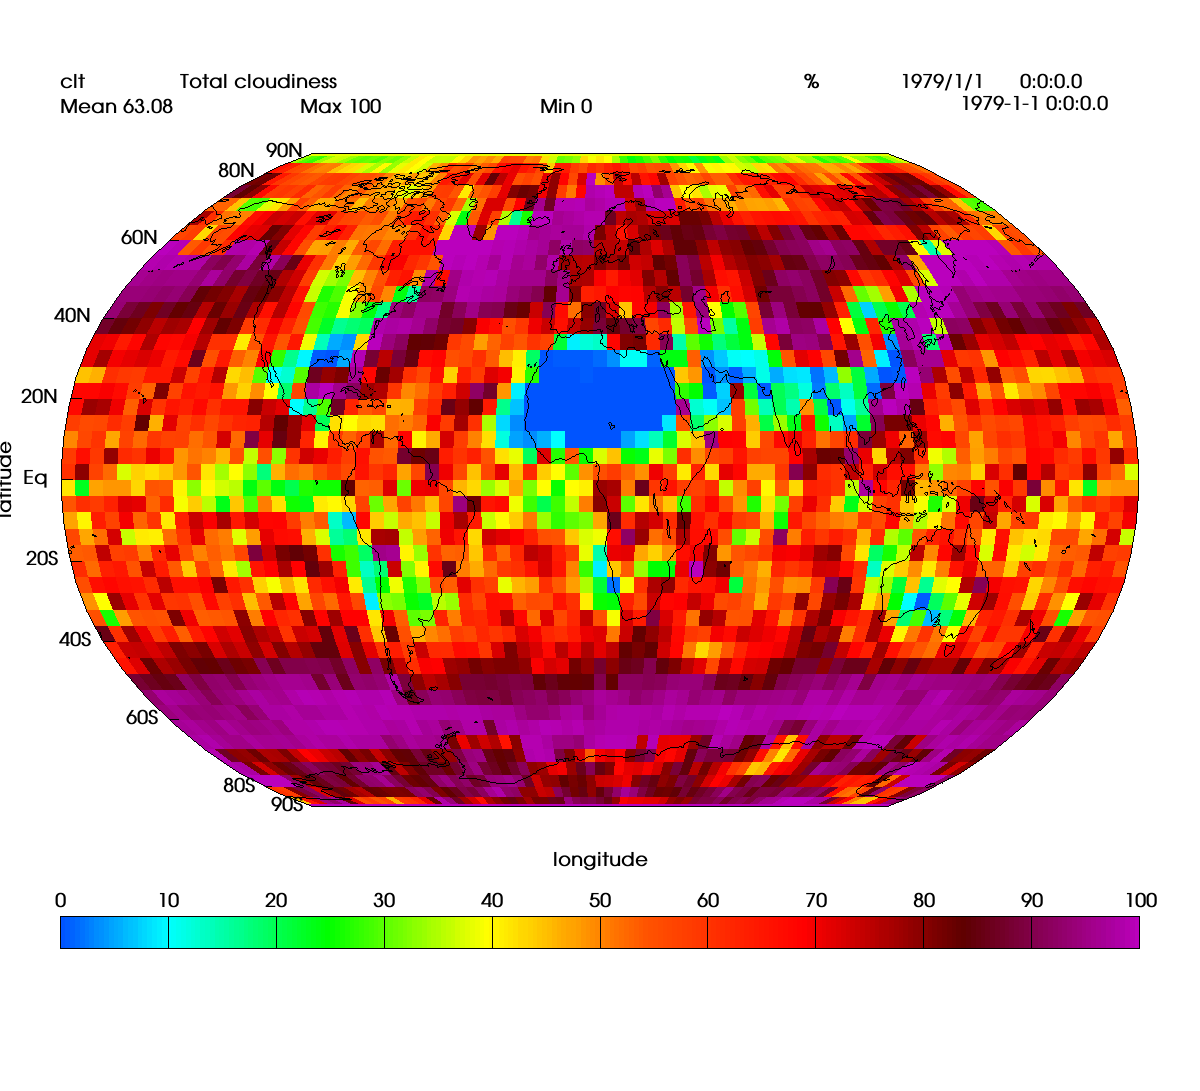 clt Total cloudiness % 1979/1/1 0:0:0.0
Mean 63.08 Max 100 Min 0 1979-1-1 0:0:0.0
90N
80N
60N
40N
20N
Eq
20S
40S
60S
80S
90S
latitude
longitude
0 10 20 30 40 50 60 70 80 90 100